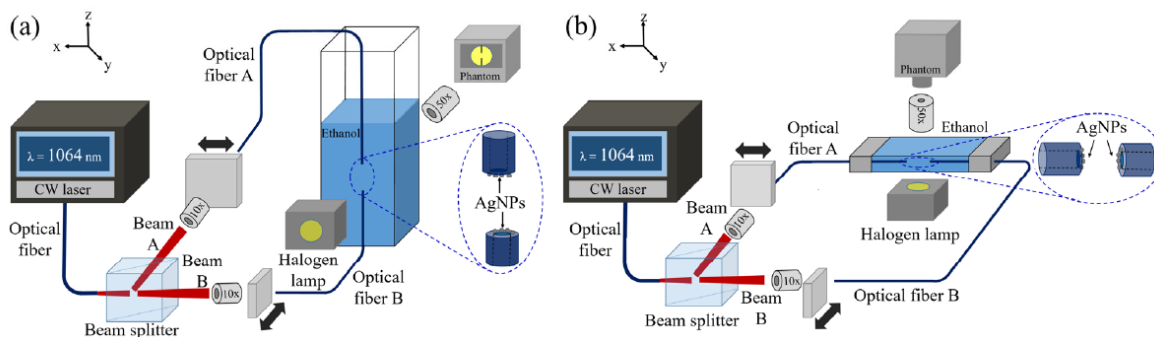 (a)
z
x
y
Optical
fiber A
Phantom
50x
Ethanol
λ = 1064 nm
CW laser
AgNPs
10x
Optical
fiber
Beam
A
Beam
B
Halogen
lamp
10x
Optical
fiber B
Beam splitter
(b)
z
x
y
Phantom
50x
Optical
fiber A
Ethanol
AgNPs
λ = 1064 nm
CW laser
10x
Halogen lamp
Optical
fiber
Beam
A
10x
Beam
B
Optical fiber B
Beam splitter